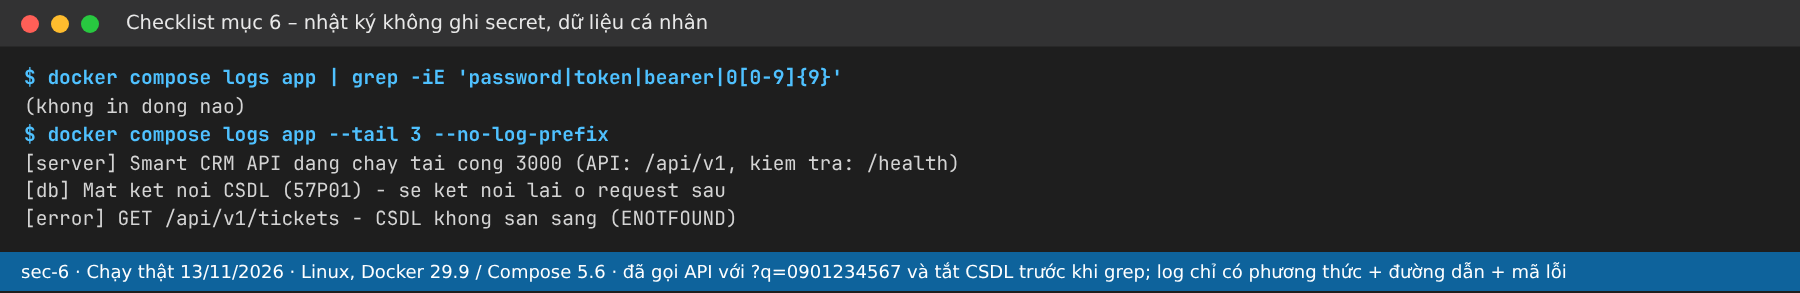 Checklist mục 6 – nhật ký không ghi secret, dữ liệu cá nhân
$ docker compose logs app | grep -iE 'password|token|bearer|0[0-9]{9}'
(khong in dong nao)
$ docker compose logs app --tail 3 --no-log-prefix
[server] Smart CRM API dang chay tai cong 3000 (API: /api/v1, kiem tra: /health)
[db] Mat ket noi CSDL (57P01) - se ket noi lai o request sau
[error] GET /api/v1/tickets - CSDL khong san sang (ENOTFOUND)
sec-6 · Chạy thật 13/11/2026 · Linux, Docker 29.9 / Compose 5.6 · đã gọi API với ?q=0901234567 và tắt CSDL trước khi grep; log chỉ có phương thức + đường dẫn + mã lỗi